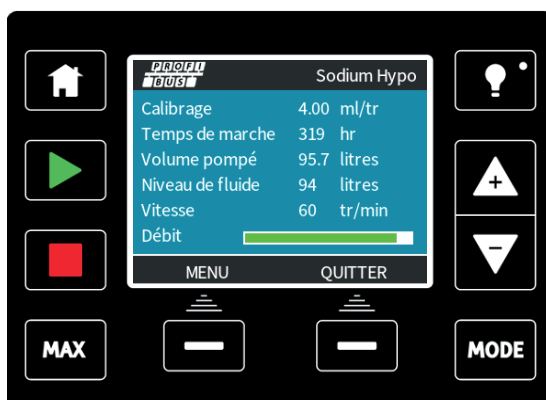 PROFI
BUS
Sodium Hypo
Calibrage 4.00 ml/tr
Temps de marche 319 hr
Volume pompé 95.7 litres
Niveau de fluide 94 litres
Vitesse 60 tr/min
Débit
MENU QUITTER
+
-
MAX
MODE